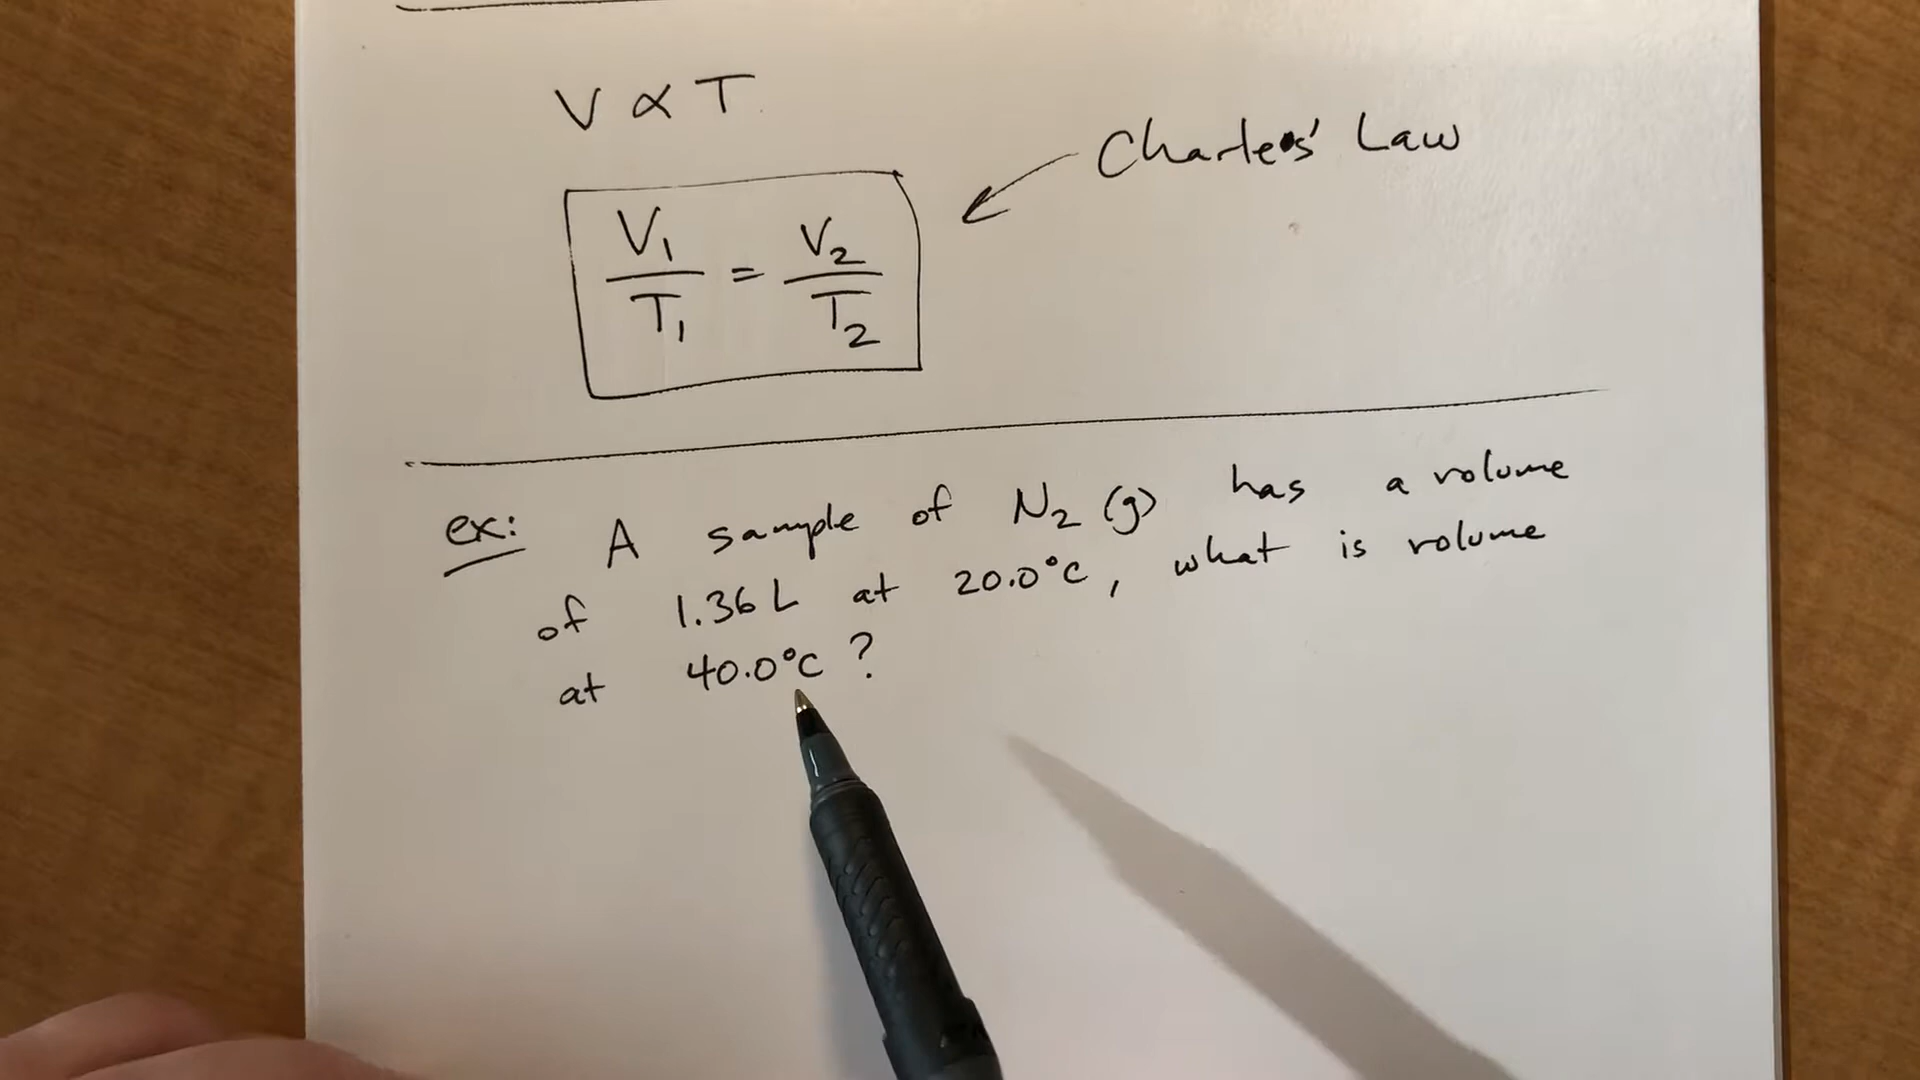 V ∝ T
Charles' Law
V₁/T₁ = V₂/T₂
ex: A sample of N₂ (g) has a volume
of 1.36 L at 20.0°C, what is volume
at 40.0°C ?